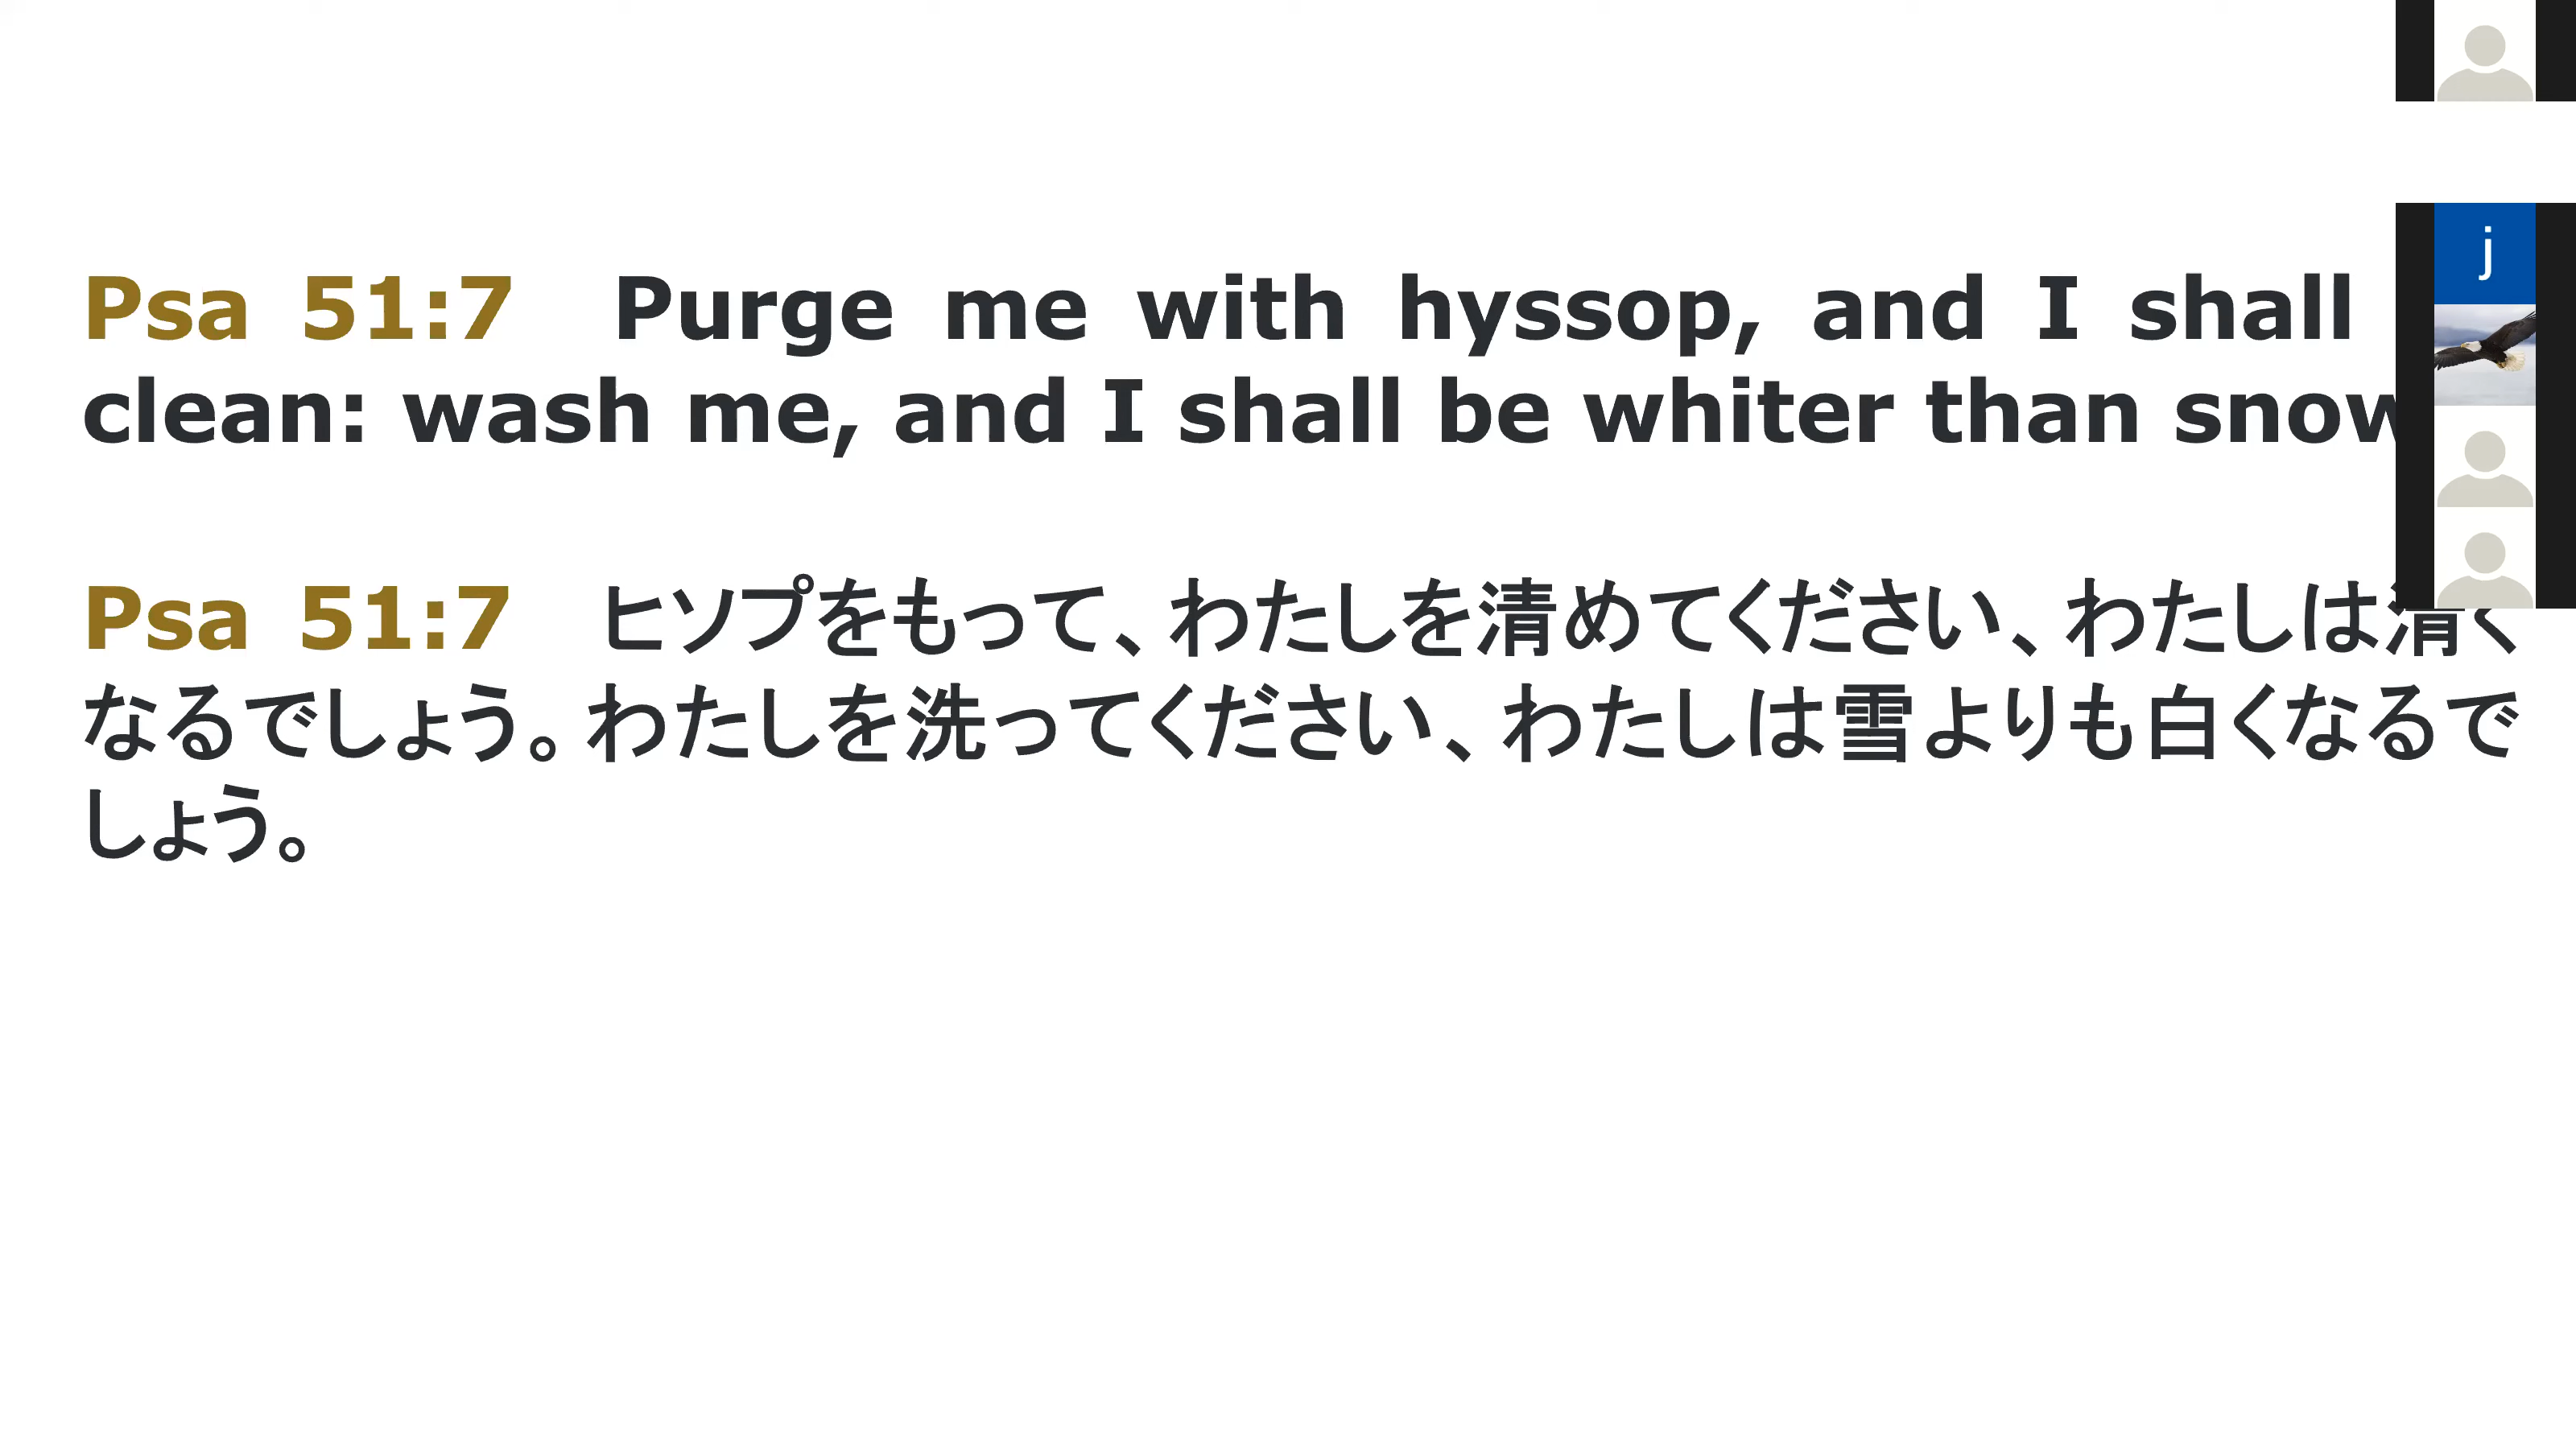 Psa 51:7 Purge me with hyssop, and I shall
clean: wash me, and I shall be whiter than snow
Psa 51:7 ヒソプをもって、わたしを清めてください、わたしは清く
なるでしょう。わたしを洗ってください、わたしは雪よりも白くなるで
しょう。
j